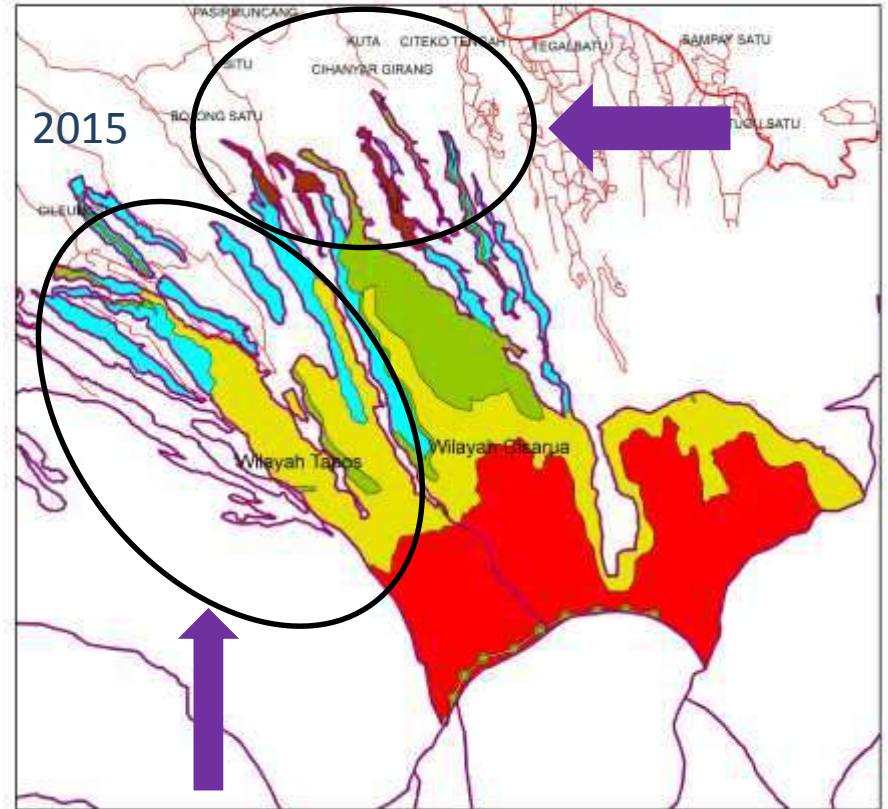 PASIRMUNCANG
KUTA
CITEKO TENGAH
TEGALBATU
SAMPAY SATU
SITU
CIHANYAR GIRANG
2015
BOJONG SATU
TUGU SATU
Wilayah Tapos
Wilayah Cisarua